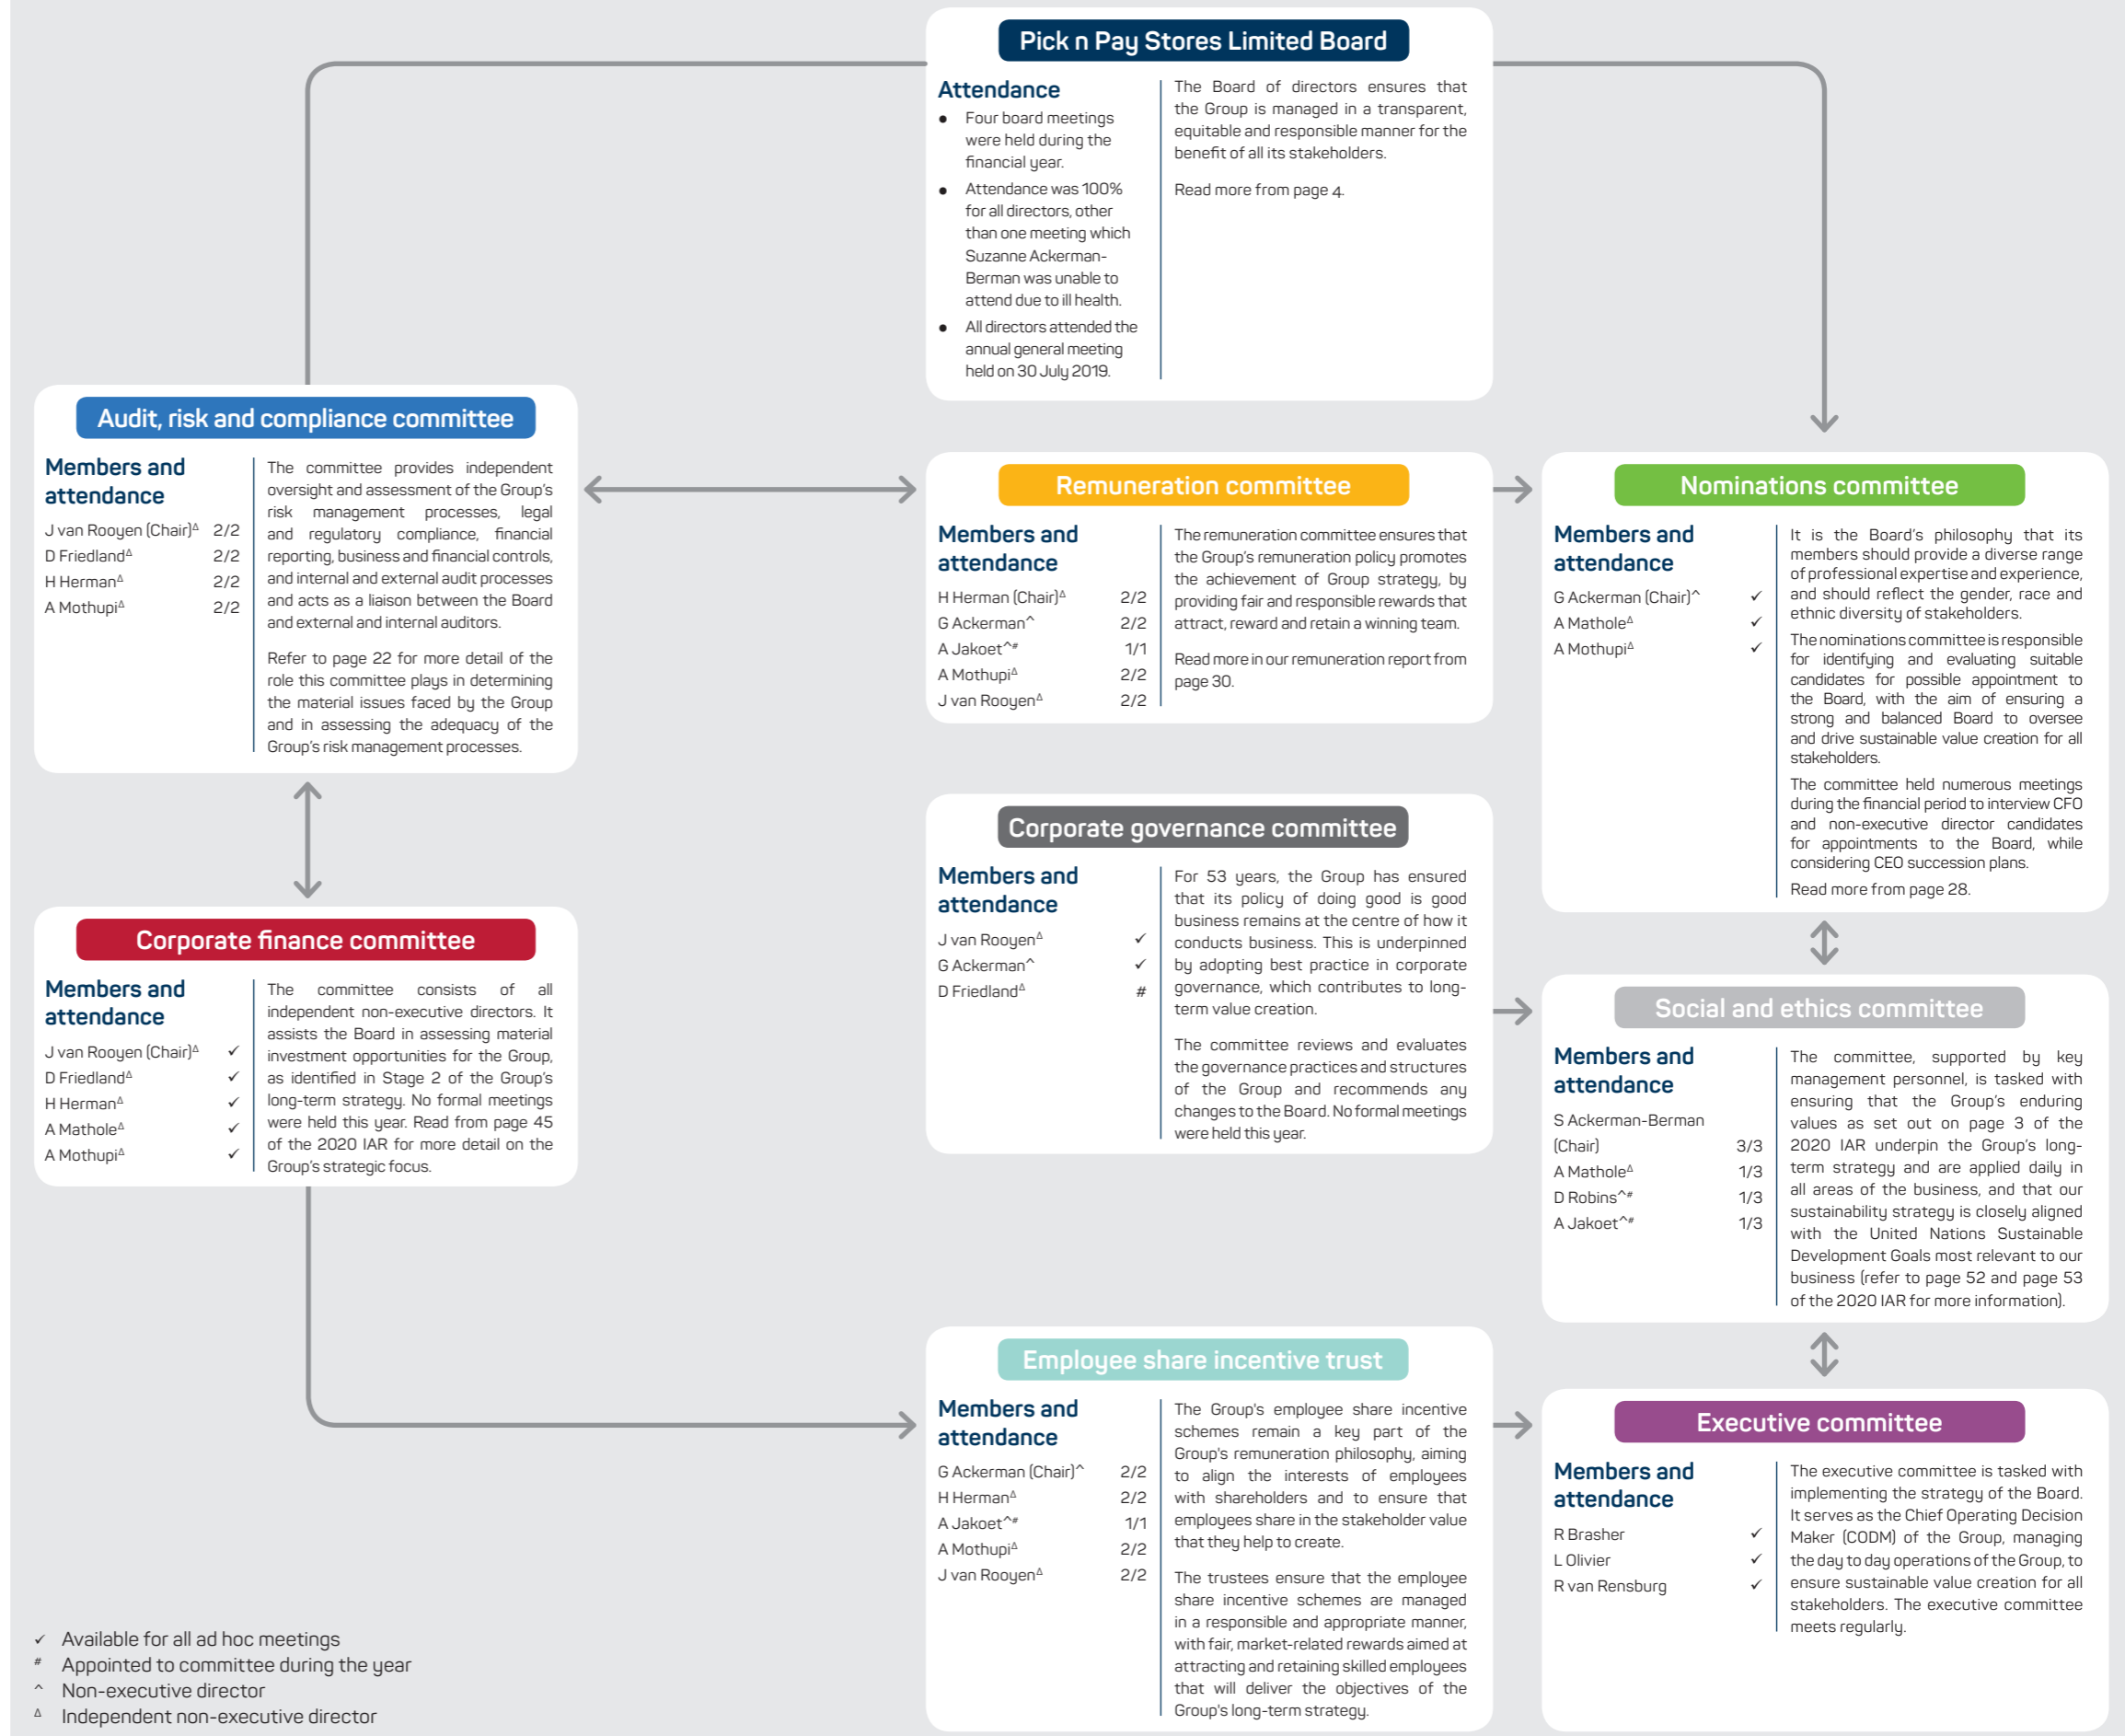 Pick n Pay Stores Limited Board
Attendance
● Four board meetings
were held during the
financial year.
● Attendance was 100%
for all directors, other
than one meeting which
Suzanne Ackerman-
Berman was unable to
attend due to ill health.
● All directors attended the
annual general meeting
held on 30 July 2019.
The Board of directors ensures that
the Group is managed in a transparent,
equitable and responsible manner for the
benefit of all its stakeholders.
Read more from page 4.
Audit, risk and compliance committee
Members and
attendance
J van Rooyen (Chair)Δ 2/2
D FriedlandΔ 2/2
H HermanΔ 2/2
A MothupiΔ 2/2
The committee provides independent
oversight and assessment of the Group's
risk management processes, legal
and regulatory compliance, financial
reporting, business and financial controls,
and internal and external audit processes
and acts as a liaison between the Board
and external and internal auditors.
Refer to page 22 for more detail of the
role this committee plays in determining
the material issues faced by the Group
and in assessing the adequacy of the
Group's risk management processes.
Remuneration committee
Members and
attendance
H Herman (Chair)Δ 2/2
G Ackerman^ 2/2
A Jakoet^# 1/1
A MothupiΔ 2/2
J van RooyenΔ 2/2
The remuneration committee ensures that
the Group's remuneration policy promotes
the achievement of Group strategy, by
providing fair and responsible rewards that
attract, reward and retain a winning team.
Read more in our remuneration report from
page 30.
Nominations committee
Members and
attendance
G Ackerman (Chair)^ ✓
A MatholeΔ ✓
A MothupiΔ ✓
It is the Board's philosophy that its
members should provide a diverse range
of professional expertise and experience,
and should reflect the gender, race and
ethnic diversity of stakeholders.
The nominations committee is responsible
for identifying and evaluating suitable
candidates for possible appointment to
the Board, with the aim of ensuring a
strong and balanced Board to oversee
and drive sustainable value creation for all
stakeholders.
The committee held numerous meetings
during the financial period to interview CFO
and non-executive director candidates
for appointments to the Board, while
considering CEO succession plans.
Read more from page 28.
Corporate governance committee
Members and
attendance
J van RooyenΔ ✓
G Ackerman^ ✓
D FriedlandΔ #
For 53 years, the Group has ensured
that its policy of doing good is good
business remains at the centre of how it
conducts business. This is underpinned
by adopting best practice in corporate
governance, which contributes to long-
term value creation.
The committee reviews and evaluates
the governance practices and structures
of the Group and recommends any
changes to the Board. No formal meetings
were held this year.
Corporate finance committee
Members and
attendance
J van Rooyen (Chair)Δ ✓
D FriedlandΔ ✓
H HermanΔ ✓
A MatholeΔ ✓
A MothupiΔ ✓
The committee consists of all
independent non-executive directors. It
assists the Board in assessing material
investment opportunities for the Group,
as identified in Stage 2 of the Group's
long-term strategy. No formal meetings
were held this year. Read from page 45
of the 2020 IAR for more detail on the
Group's strategic focus.
Social and ethics committee
Members and
attendance
S Ackerman-Berman
(Chair) 3/3
A MatholeΔ 1/3
D Robins^# 1/3
A Jakoet^# 1/3
The committee, supported by key
management personnel, is tasked with
ensuring that the Group's enduring
values as set out on page 3 of the
2020 IAR underpin the Group's long-
term strategy and are applied daily in
all areas of the business, and that our
sustainability strategy is closely aligned
with the United Nations Sustainable
Development Goals most relevant to our
business (refer to page 52 and page 53
of the 2020 IAR for more information).
Employee share incentive trust
Members and
attendance
G Ackerman (Chair)^ 2/2
H HermanΔ 2/2
A Jakoet^# 1/1
A MothupiΔ 2/2
J van RooyenΔ 2/2
The Group's employee share incentive
schemes remain a key part of the
Group's remuneration philosophy, aiming
to align the interests of employees
with shareholders and to ensure that
employees share in the stakeholder value
that they help to create.
The trustees ensure that the employee
share incentive schemes are managed
in a responsible and appropriate manner,
with fair, market-related rewards aimed at
attracting and retaining skilled employees
that will deliver the objectives of the
Group's long-term strategy.
Executive committee
Members and
attendance
R Brasher ✓
L Olivier ✓
R van Rensburg ✓
The executive committee is tasked with
implementing the strategy of the Board.
It serves as the Chief Operating Decision
Maker (CODM) of the Group, managing
the day to day operations of the Group, to
ensure sustainable value creation for all
stakeholders. The executive committee
meets regularly.
✓ Available for all ad hoc meetings
# Appointed to committee during the year
^ Non-executive director
Δ Independent non-executive director